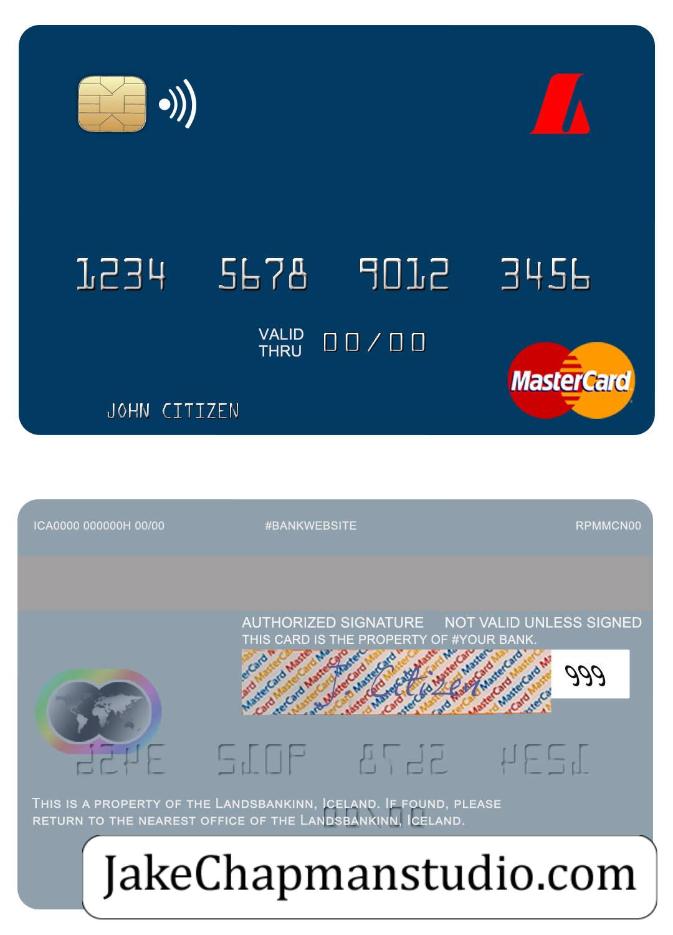 1234 5678 9012 3456
VALID
THRU 00/00
MasterCard
JOHN CITIZEN
ICA0000 000000H 00/00 #BANKWEBSITE RPMMCN00
AUTHORIZED SIGNATURE NOT VALID UNLESS SIGNED
THIS CARD IS THE PROPERTY OF #YOUR BANK.
J Citizen 999
THIS IS A PROPERTY OF THE LANDSBANKINN, ICELAND. IF FOUND, PLEASE
RETURN TO THE NEAREST OFFICE OF THE LANDSBANKINN, ICELAND.
JakeChapmanstudio.com